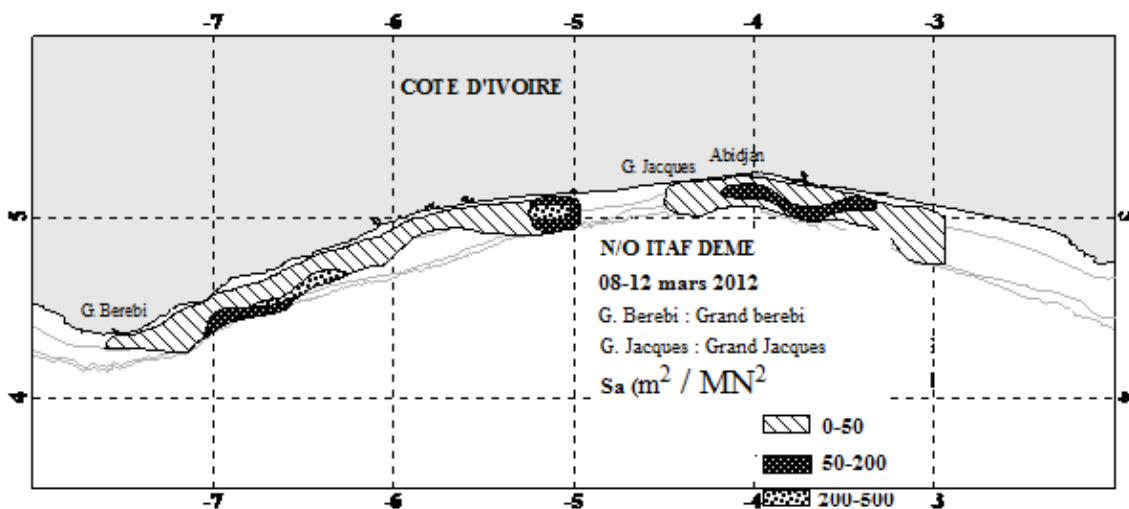 -7 -6 -5 -4 -3
COTE D'IVOIRE
G. Jacques Abidjan
5 5
N/O ITAF DEME
08-12 mars 2012
G. Berebi
G. Berebi : Grand berebi
G. Jacques : Grand Jacques
Sa (m² / MN²
4 4
0-50
50-200
200-500
-7 -6 -5 -4 -3